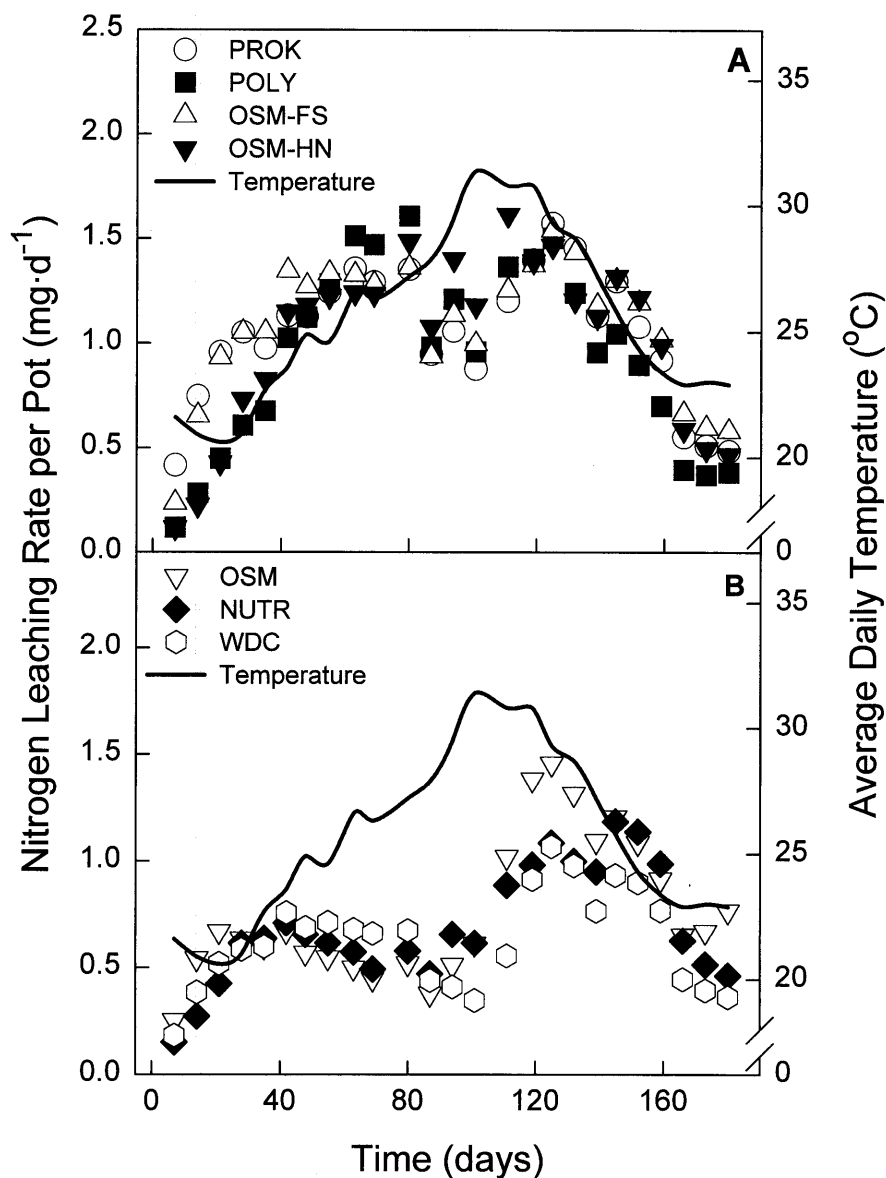 Nitrogen Leaching Rate per Pot (mg·d⁻¹)
2.5
2.0
1.5
1.0
0.5
0.0
A
PROK
POLY
OSM-FS
OSM-HN
Temperature
35
30
25
20
0
Average Daily Temperature (°C)
B
OSM
NUTR
WDC
Temperature
2.0
1.5
1.0
0.5
0.0
35
30
25
20
0
0 40 80 120 160
Time (days)